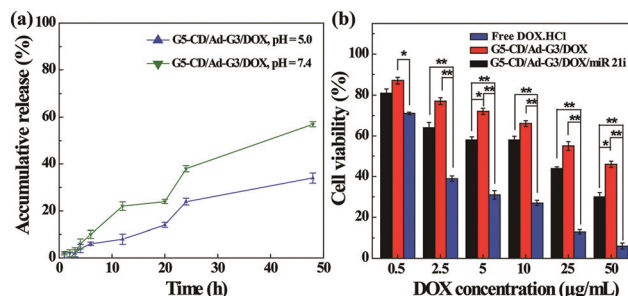 (a)
Accumulative release (%)
100
80
60
40
20
0
G5-CD/Ad-G3/DOX, pH = 5.0
G5-CD/Ad-G3/DOX, pH = 7.4
0 10 20 30 40 50
Time (h)
(b)
Cell viability (%)
100
80
60
40
20
0
Free DOX.HCl
G5-CD/Ad-G3/DOX
G5-CD/Ad-G3/DOX/miR 21i
*
**
**
**
* **
**
**
**
**
**
* **
0.5 2.5 5 10 25 50
DOX concentration (μg/mL)